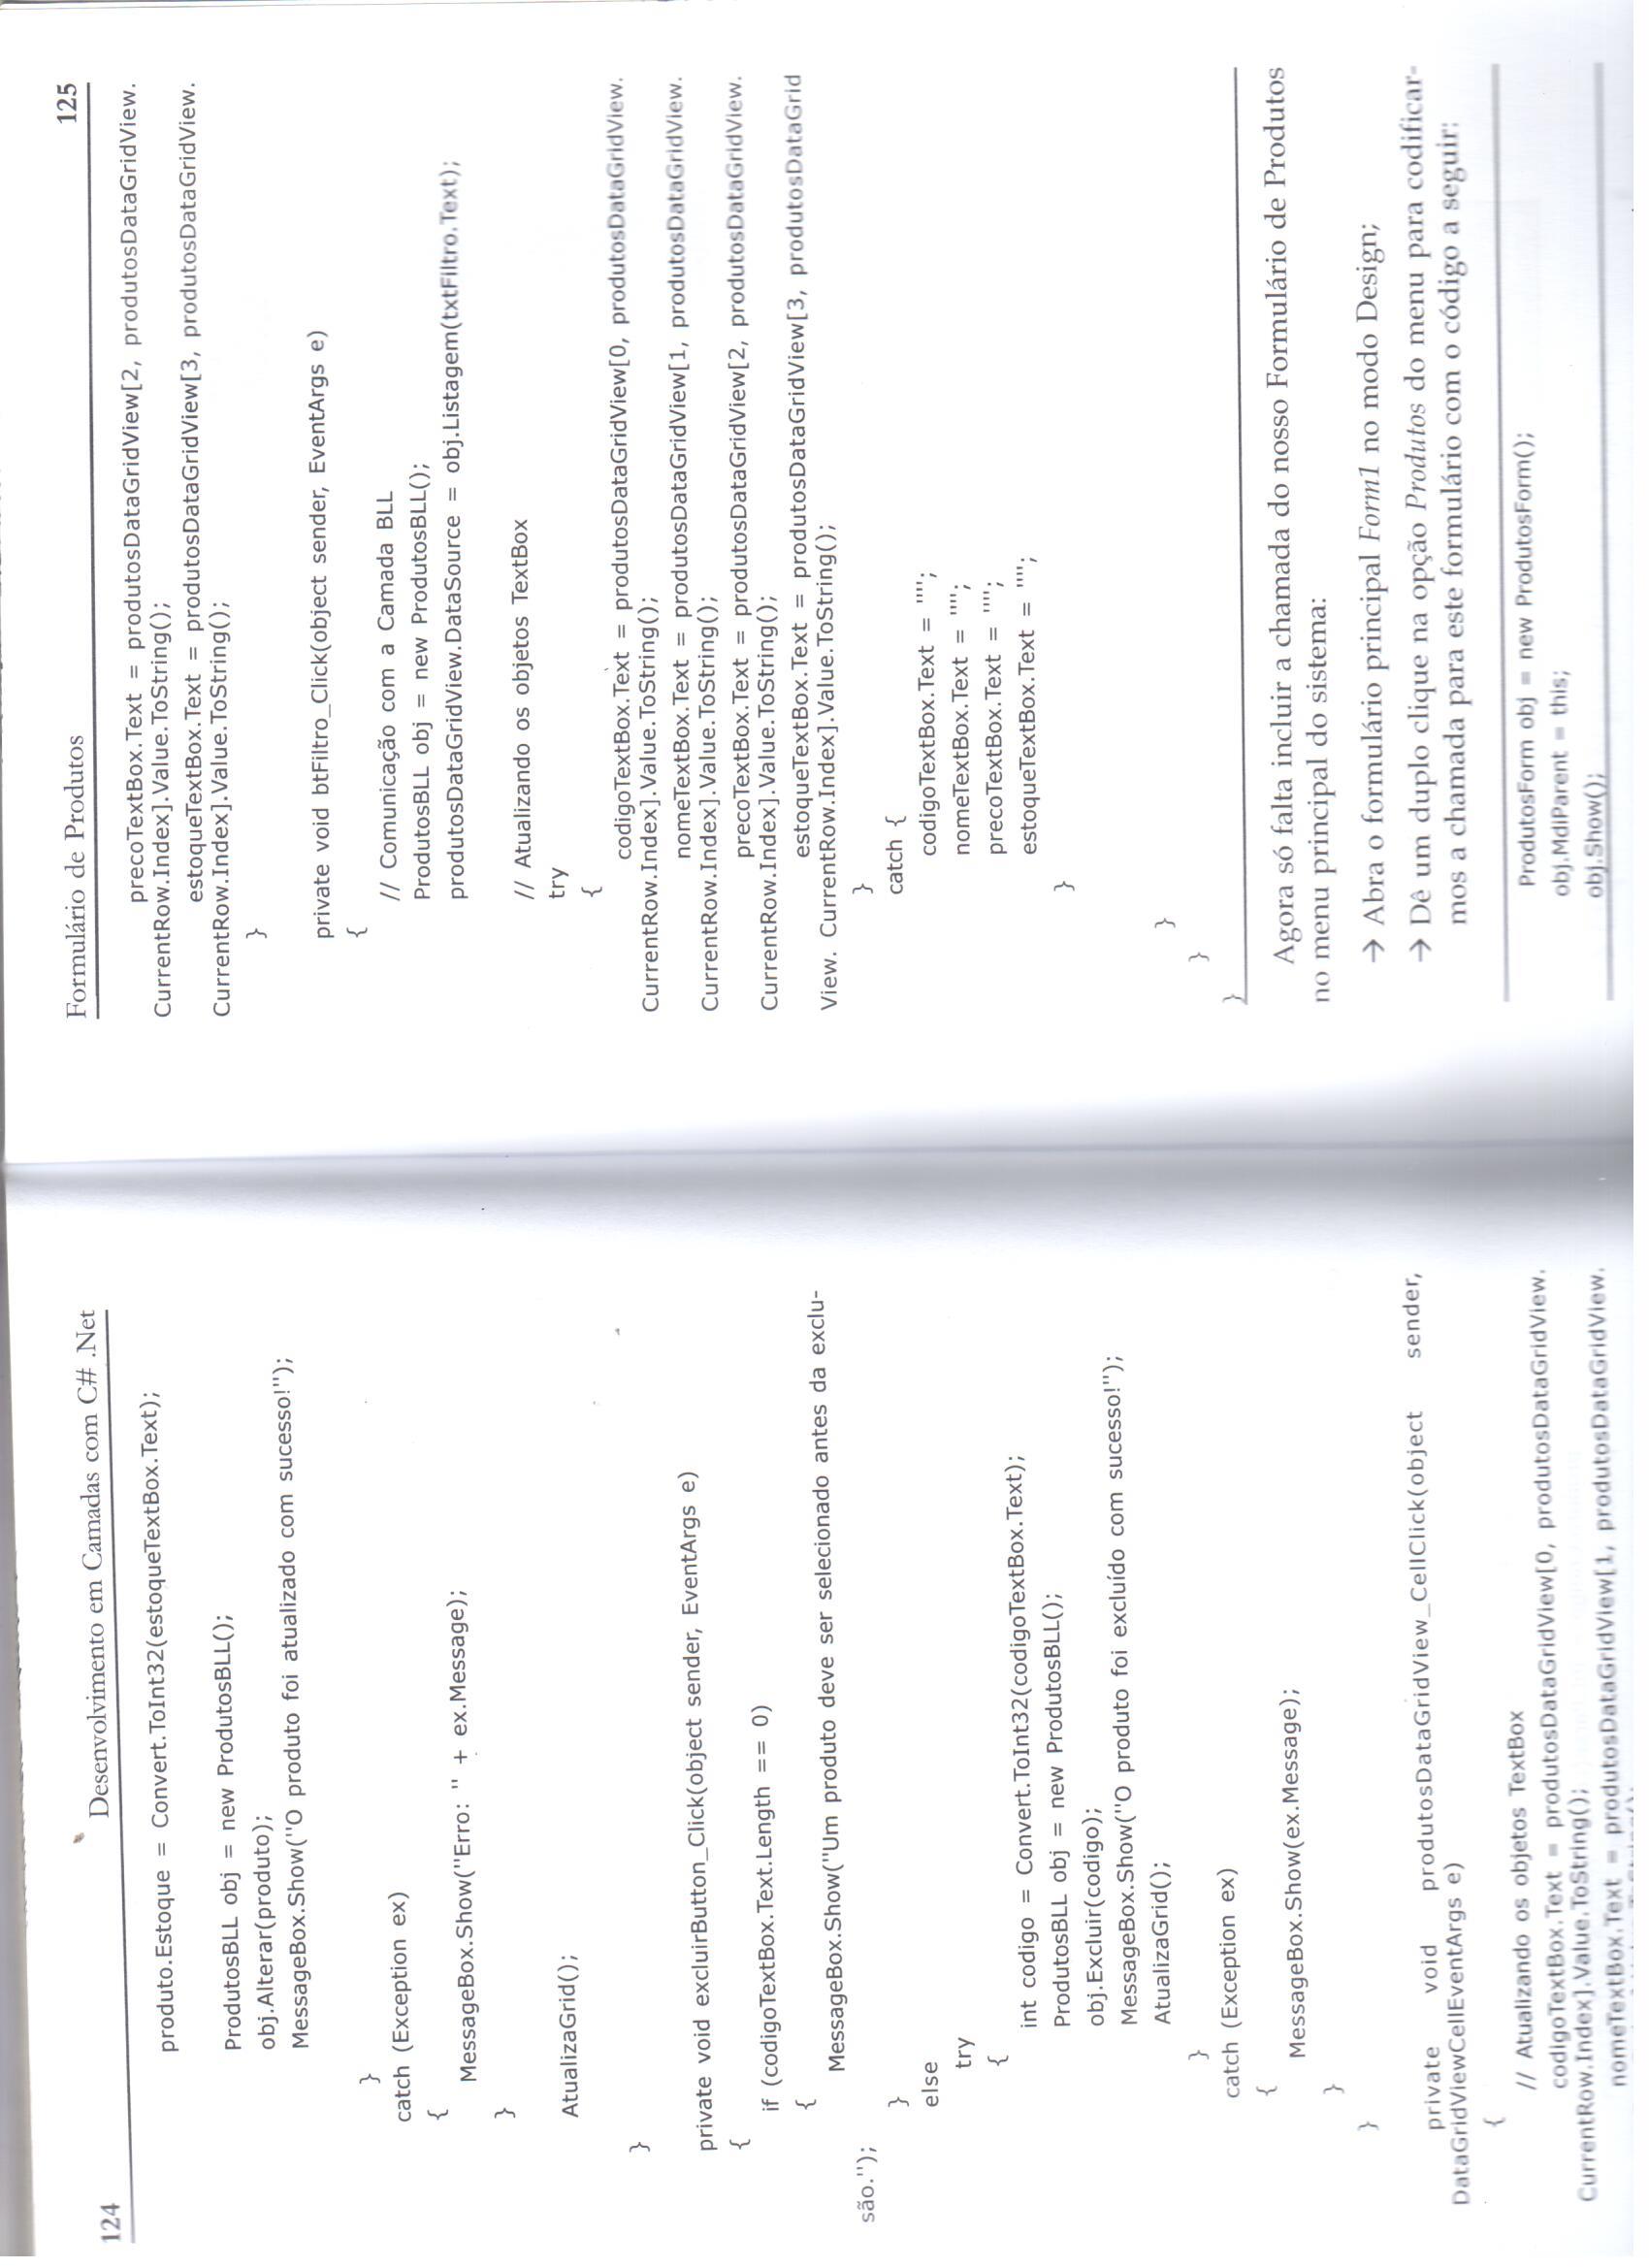 124
Desenvolvimento em Camadas com C# .Net
produto.Estoque = Convert.ToInt32(estoqueTextBox.Text);
ProdutosBLL obj = new ProdutosBLL();
obj.Alterar(produto);
MessageBox.Show("O produto foi atualizado com sucesso!");
}
catch (Exception ex)
{
MessageBox.Show("Erro: " + ex.Message);
}
AtualizaGrid();
}
private void excluirButton_Click(object sender, EventArgs e)
{
if (codigoTextBox.Text.Length == 0)
{
MessageBox.Show("Um produto deve ser selecionado antes da exclu-
são.");
}
else
try
{
int codigo = Convert.ToInt32(codigoTextBox.Text);
ProdutosBLL obj = new ProdutosBLL();
obj.Excluir(codigo);
MessageBox.Show("O produto foi excluído com sucesso!");
AtualizaGrid();
}
catch (Exception ex)
{
MessageBox.Show(ex.Message);
}
}
private void produtosDataGridView_CellClick(object sender,
DataGridViewCellEventArgs e)
{
// Atualizando os objetos TextBox
codigoTextBox.Text = produtosDataGridView[0, produtosDataGridView.
CurrentRow.Index].Value.ToString();
nomeTextBox.Text = produtosDataGridView[1, produtosDataGridView.
Formulário de Produtos
125
precoTextBox.Text = produtosDataGridView[2, produtosDataGridView.
CurrentRow.Index].Value.ToString();
estoqueTextBox.Text = produtosDataGridView[3, produtosDataGridView.
CurrentRow.Index].Value.ToString();
}
private void btFiltro_Click(object sender, EventArgs e)
{
// Comunicação com a Camada BLL
ProdutosBLL obj = new ProdutosBLL();
produtosDataGridView.DataSource = obj.Listagem(txtFiltro.Text);
// Atualizando os objetos TextBox
try
{
codigoTextBox.Text = produtosDataGridView[0, produtosDataGridView.
CurrentRow.Index].Value.ToString();
nomeTextBox.Text = produtosDataGridView[1, produtosDataGridView.
CurrentRow.Index].Value.ToString();
precoTextBox.Text = produtosDataGridView[2, produtosDataGridView.
CurrentRow.Index].Value.ToString();
estoqueTextBox.Text = produtosDataGridView[3, produtosDataGrid
View. CurrentRow.Index].Value.ToString();
}
catch {
codigoTextBox.Text = "";
nomeTextBox.Text = "";
precoTextBox.Text = "";
estoqueTextBox.Text = "";
}
}
}
}
Agora só falta incluir a chamada do nosso Formulário de Produtos
no menu principal do sistema:
→ Abra o formulário principal Form1 no modo Design;
→ Dê um duplo clique na opção Produtos do menu para codificar-
mos a chamada para este formulário com o código a seguir:
ProdutosForm obj = new ProdutosForm();
obj.MdiParent = this;
obj.Show();